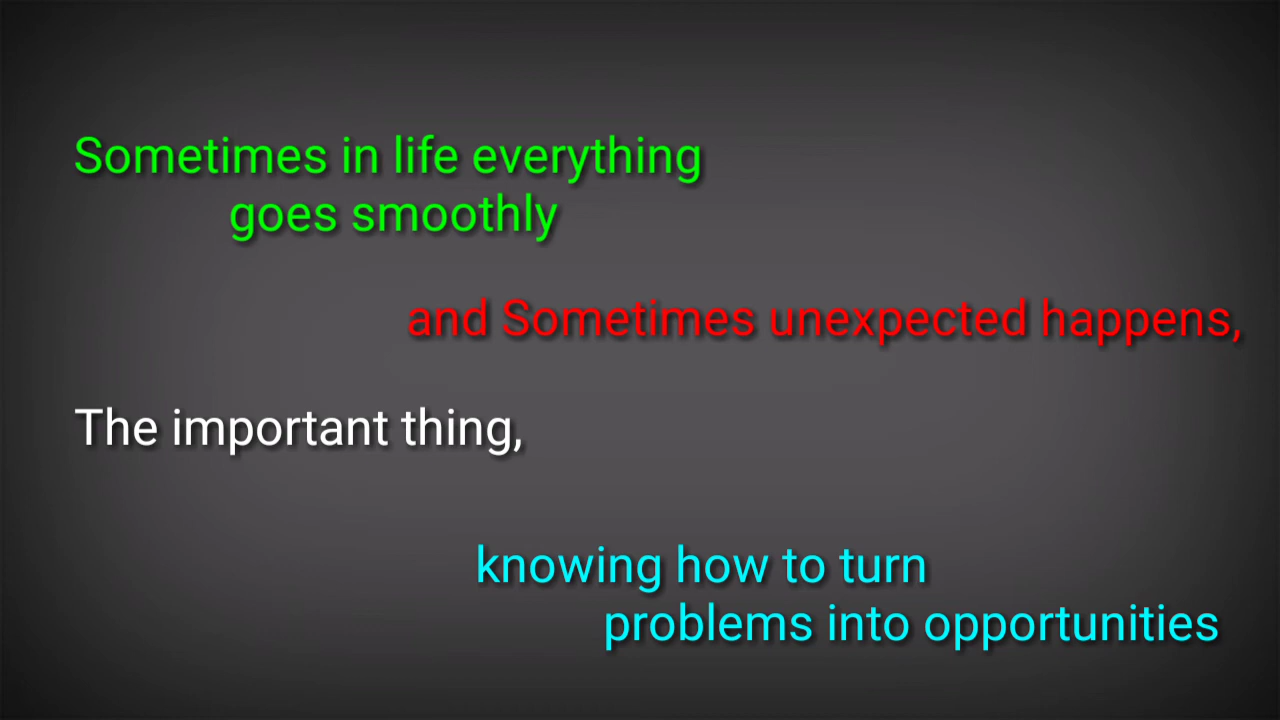 Sometimes in life everything
goes smoothly
and Sometimes unexpected happens,
The important thing,
knowing how to turn
problems into opportunities